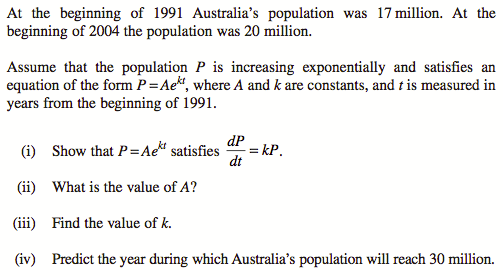 At the beginning of 1991 Australia's population was 17 million. At the
beginning of 2004 the population was 20 million.
Assume that the population P is increasing exponentially and satisfies an
equation of the form P = Ae^{kt}, where A and k are constants, and t is measured in
years from the beginning of 1991.
(i) Show that P = Ae^{kt} satisfies dP/dt = kP.
(ii) What is the value of A?
(iii) Find the value of k.
(iv) Predict the year during which Australia's population will reach 30 million.